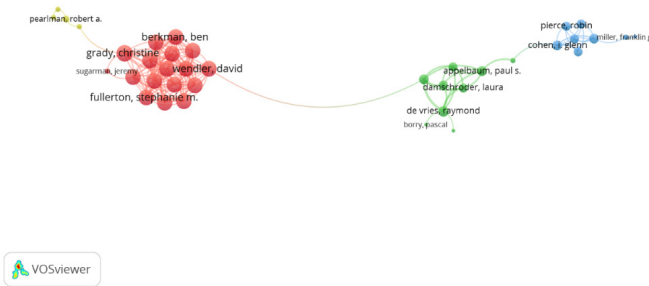 pearlman, robert a.
berkman, ben
grady, christine
sugarman, jeremy
wendler, david
fullerton, stephanie m.
appelbaum, paul s.
damschroder, laura
de vries, raymond
borry, pascal
pierce, robin
miller, franklin g
cohen, i. glenn
VOSviewer